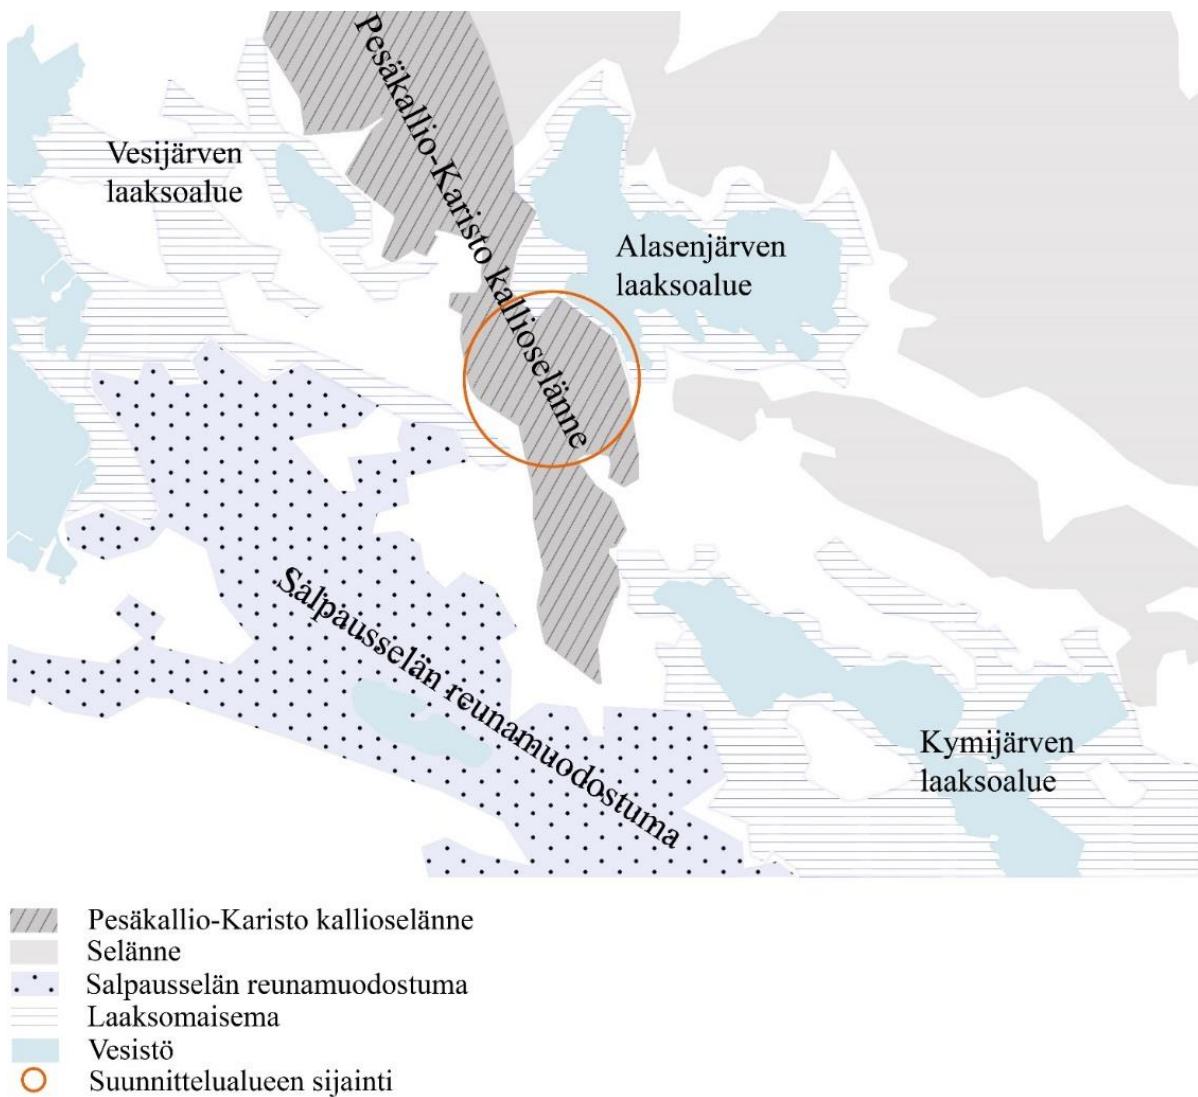 Pesäkallio-Karisto kallioselänne
Vesijärven
laaksoalue
Alasenjärven
laaksoalue
Salpausselän reunamuodostuma
Kymijärven
laaksoalue
Pesäkallio-Karisto kallioselänne
Selänne
Salpausselän reunamuodostuma
Laaksomaisema
Vesistö
Suunnittelualueen sijainti